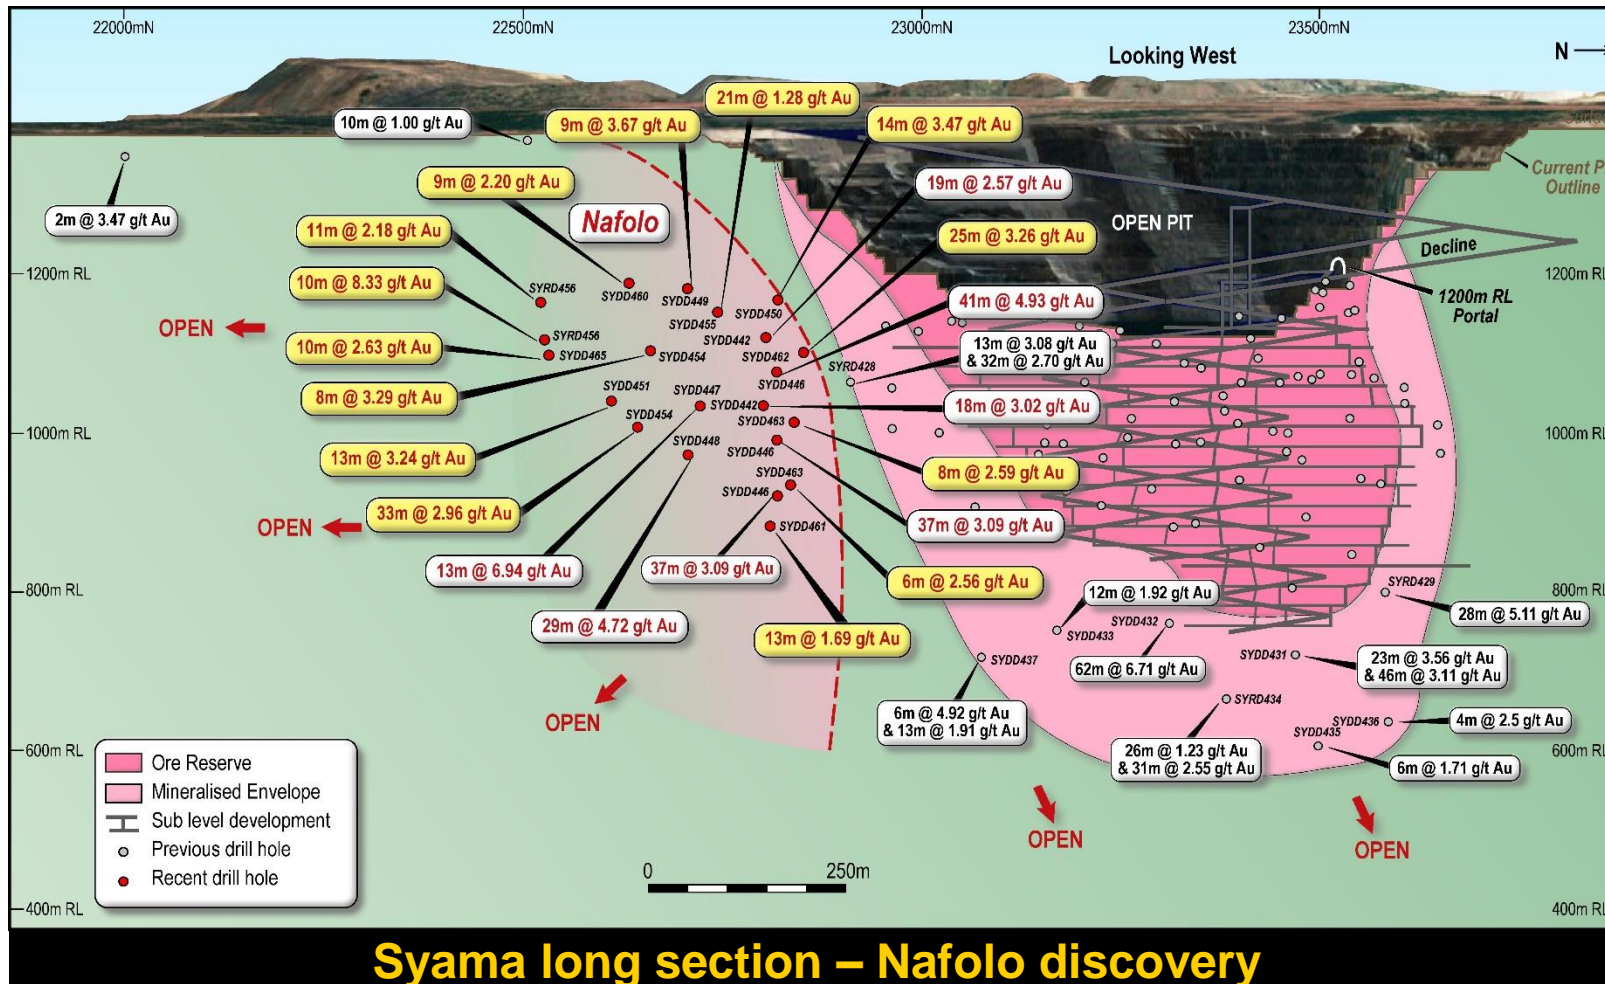 22000mN
22500mN
23000mN
23500mN
Looking West
N
21m @ 1.28 g/t Au
10m @ 1.00 g/t Au
9m @ 3.67 g/t Au
14m @ 3.47 g/t Au
Current P
Outline
9m @ 2.20 g/t Au
19m @ 2.57 g/t Au
2m @ 3.47 g/t Au
Nafolo
OPEN PIT
11m @ 2.18 g/t Au
25m @ 3.26 g/t Au
Decline
1200m RL
1200m RL
10m @ 8.33 g/t Au
SYRD456
SYDD460
SYDD449
SYDD455
SYDD450
41m @ 4.93 g/t Au
1200m RL
Portal
OPEN
SYRD456
SYDD442
13m @ 3.08 g/t Au
& 32m @ 2.70 g/t Au
10m @ 2.63 g/t Au
SYDD465
SYDD454
SYDD462
SYRD428
SYDD446
8m @ 3.29 g/t Au
SYDD451
SYDD447
SYDD442
18m @ 3.02 g/t Au
SYDD454
SYDD463
1000m RL
1000m RL
SYDD448
SYDD446
13m @ 3.24 g/t Au
8m @ 2.59 g/t Au
SYDD463
SYDD446
33m @ 2.96 g/t Au
OPEN
SYDD461
37m @ 3.09 g/t Au
13m @ 6.94 g/t Au
37m @ 3.09 g/t Au
6m @ 2.56 g/t Au
SYRD429
800m RL
800m RL
12m @ 1.92 g/t Au
28m @ 5.11 g/t Au
29m @ 4.72 g/t Au
13m @ 1.69 g/t Au
SYDD433
SYDD432
SYDD437
62m @ 6.71 g/t Au
SYDD431
23m @ 3.56 g/t Au
& 46m @ 3.11 g/t Au
SYRD434
OPEN
6m @ 4.92 g/t Au
& 13m @ 1.91 g/t Au
SYDD436
SYDD435
4m @ 2.5 g/t Au
600m RL
600m RL
26m @ 1.23 g/t Au
& 31m @ 2.55 g/t Au
6m @ 1.71 g/t Au
Ore Reserve
Mineralised Envelope
Sub level development
Previous drill hole
Recent drill hole
OPEN
OPEN
0
250m
400m RL
400m RL
Syama long section – Nafolo discovery